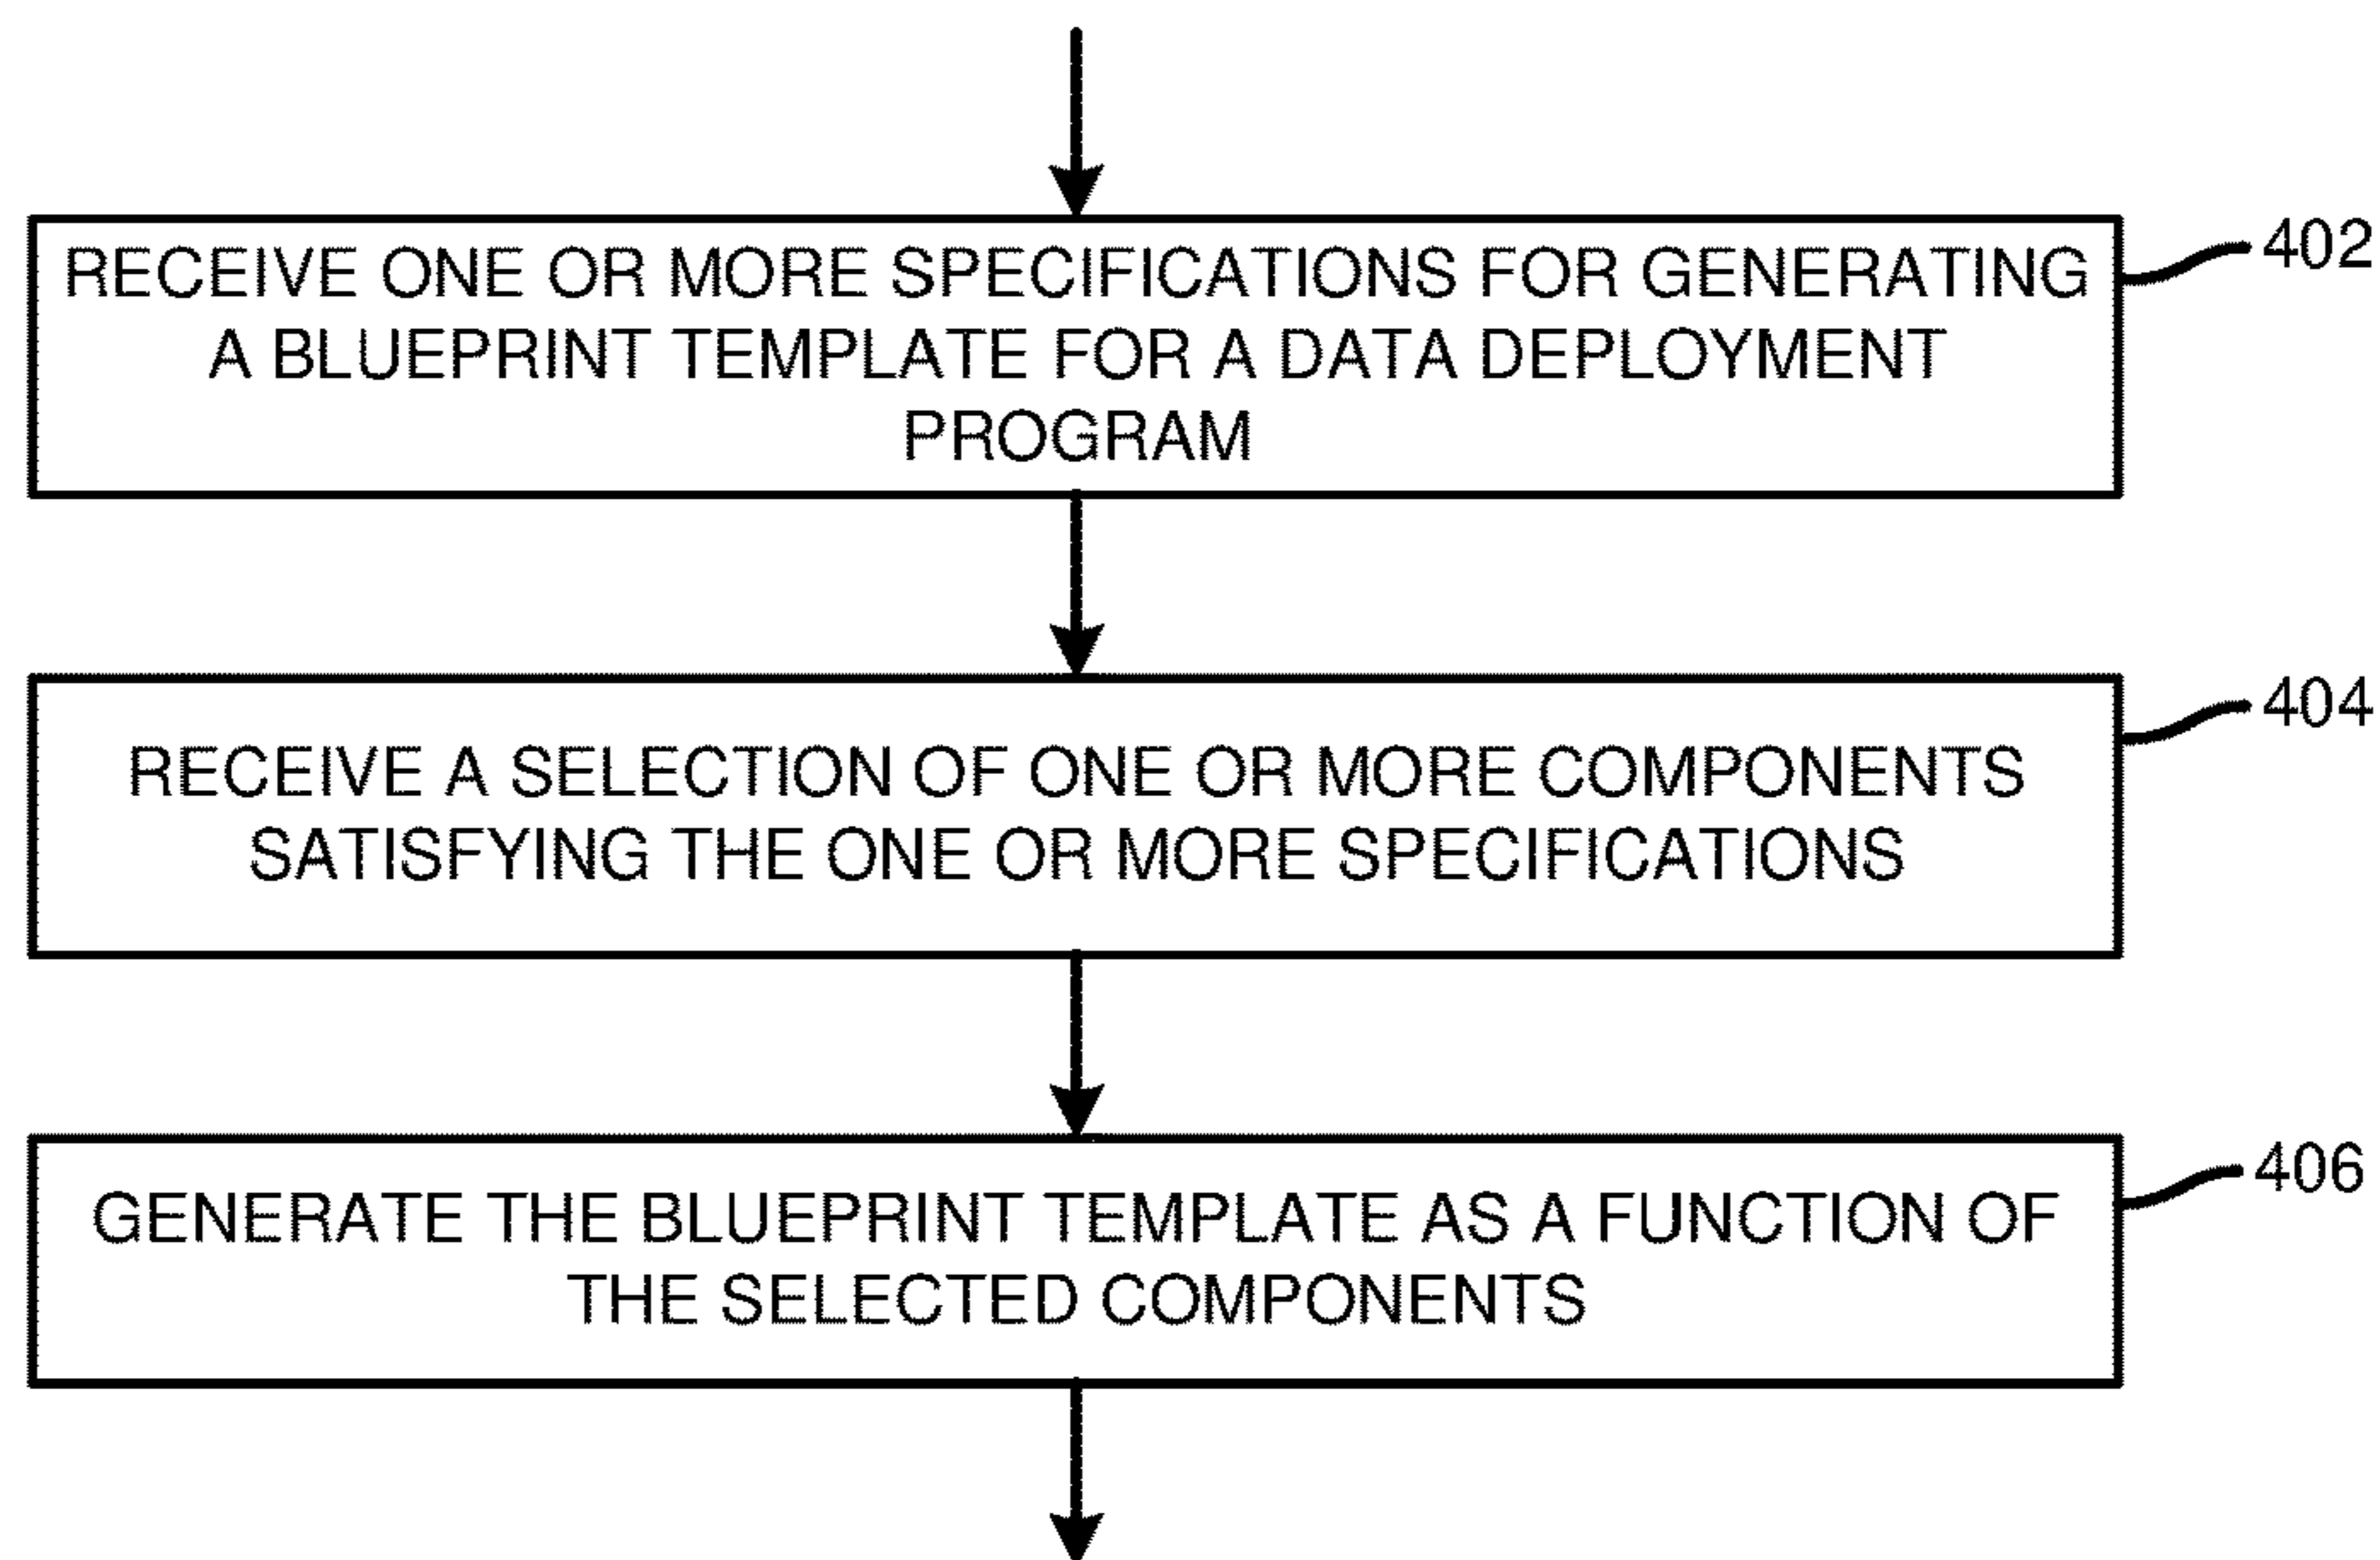 RECEIVE ONE OR MORE SPECIFICATIONS FOR GENERATING
A BLUEPRINT TEMPLATE FOR A DATA DEPLOYMENT
PROGRAM
402
RECEIVE A SELECTION OF ONE OR MORE COMPONENTS
SATISFYING THE ONE OR MORE SPECIFICATIONS
404
GENERATE THE BLUEPRINT TEMPLATE AS A FUNCTION OF
THE SELECTED COMPONENTS
406